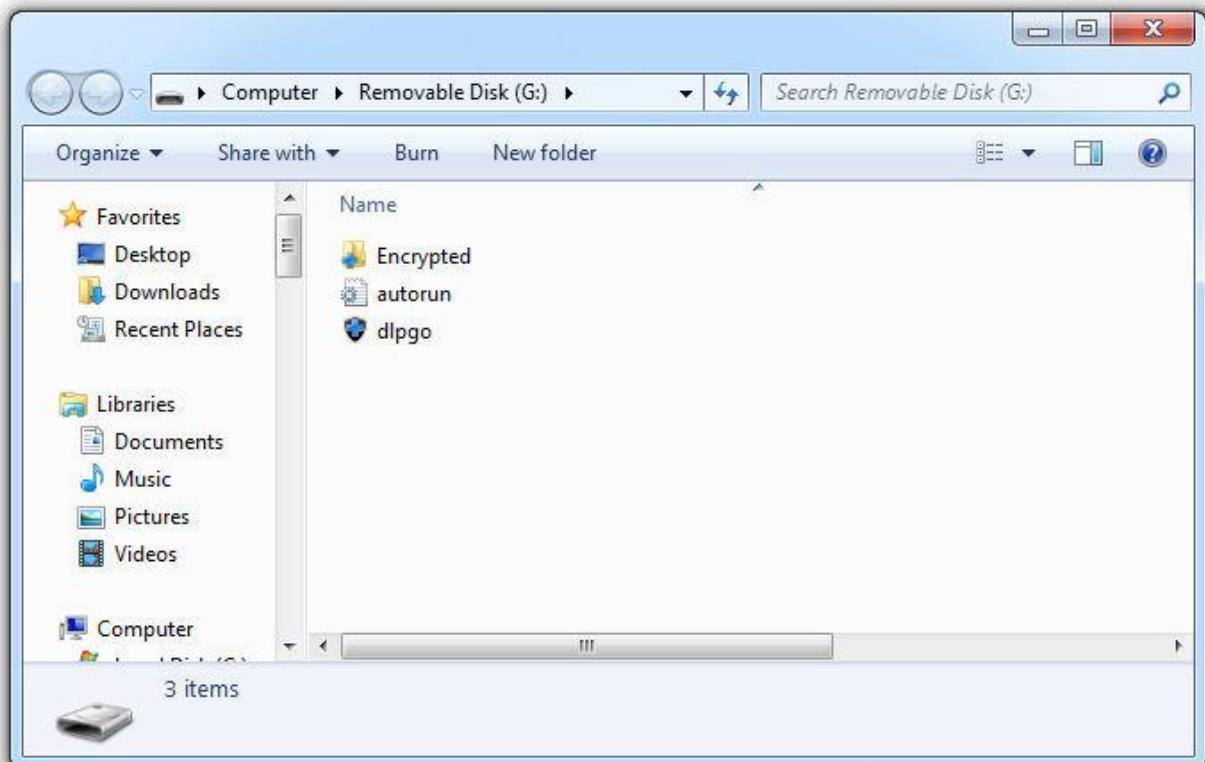 Computer Removable Disk (G:) Search Removable Disk (G:)
Organize Share with Burn New folder
Favorites
Desktop
Downloads
Recent Places
Libraries
Documents
Music
Pictures
Videos
Computer
Name
Encrypted
autorun
dlpgo
3 items